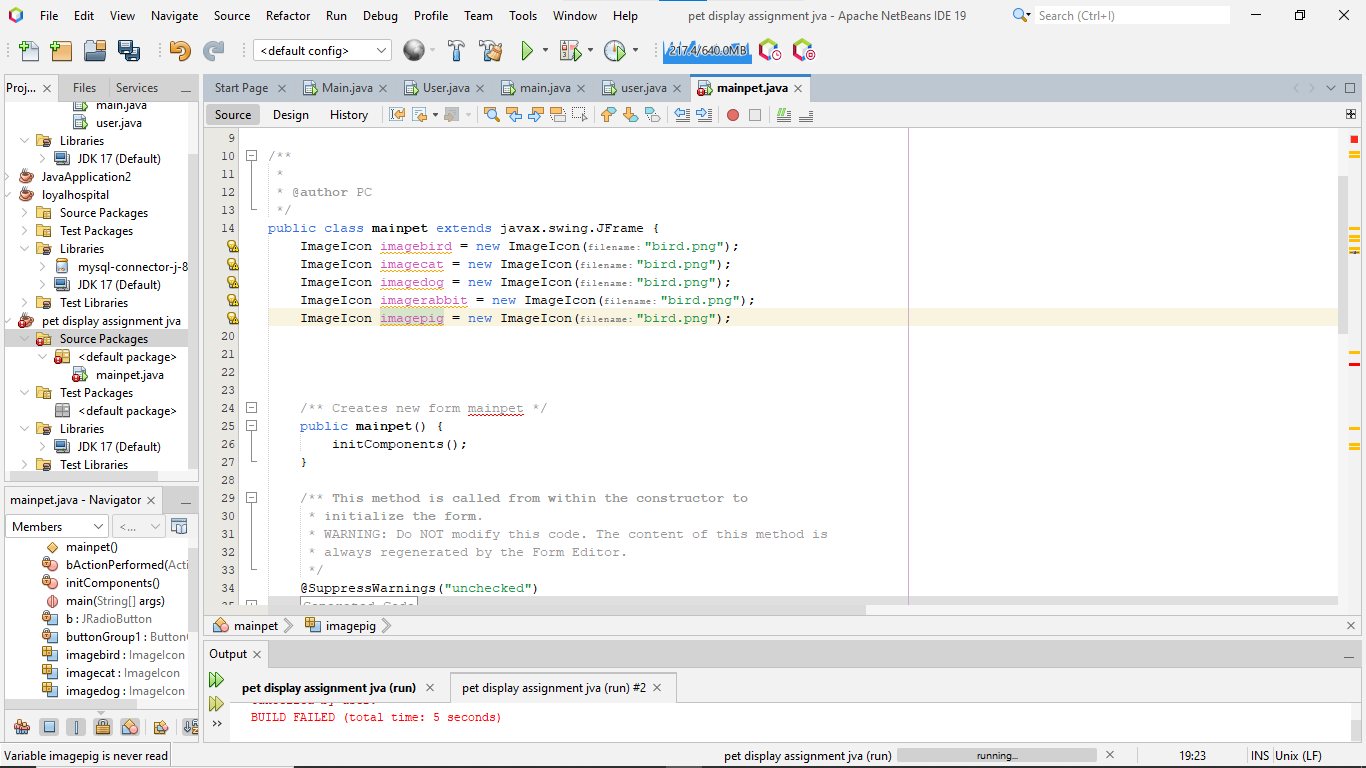 File Edit View Navigate Source Refactor Run Debug Profile Team Tools Window Help pet display assignment jva - Apache NetBeans IDE 19 Search (Ctrl+I)
<default config> 217.4/640.0MB
Proj... Files Services
Start Page Main.java User.java main.java user.java mainpet.java
Source Design History
main.java
user.java
Libraries
JDK 17 (Default)
JavaApplication2
loyalhospital
Source Packages
Test Packages
Libraries
mysql-connector-j-8
JDK 17 (Default)
Test Libraries
pet display assignment jva
Source Packages
<default package>
mainpet.java
Test Packages
<default package>
Libraries
JDK 17 (Default)
Test Libraries
9
10 /**
11 *
12 * @author PC
13 */
14 public class mainpet extends javax.swing.JFrame {
ImageIcon imagebird = new ImageIcon(filename: "bird.png");
ImageIcon imagecat = new ImageIcon(filename: "bird.png");
ImageIcon imagedog = new ImageIcon(filename: "bird.png");
ImageIcon imagerabbit = new ImageIcon(filename: "bird.png");
ImageIcon imagepig = new ImageIcon(filename: "bird.png");
20
21
22
23
24 /** Creates new form mainpet */
25 public mainpet() {
26 initComponents();
27 }
28
29 /** This method is called from within the constructor to
30 * initialize the form.
31 * WARNING: Do NOT modify this code. The content of this method is
32 * always regenerated by the Form Editor.
33 */
34 @SuppressWarnings("unchecked")
35 Generated Code
mainpet imagepig
mainpet.java - Navigator
Members <...
mainpet()
bActionPerformed(Acti
initComponents()
main(String[] args)
b : JRadioButton
buttonGroup1 : Button
imagebird : ImageIcon
imagecat : ImageIcon
imagedog : ImageIcon
Output
pet display assignment jva (run) pet display assignment jva (run) #2
BUILD FAILED (total time: 5 seconds)
Variable imagepig is never read pet display assignment jva (run) running... 19:23 INS Unix (LF)